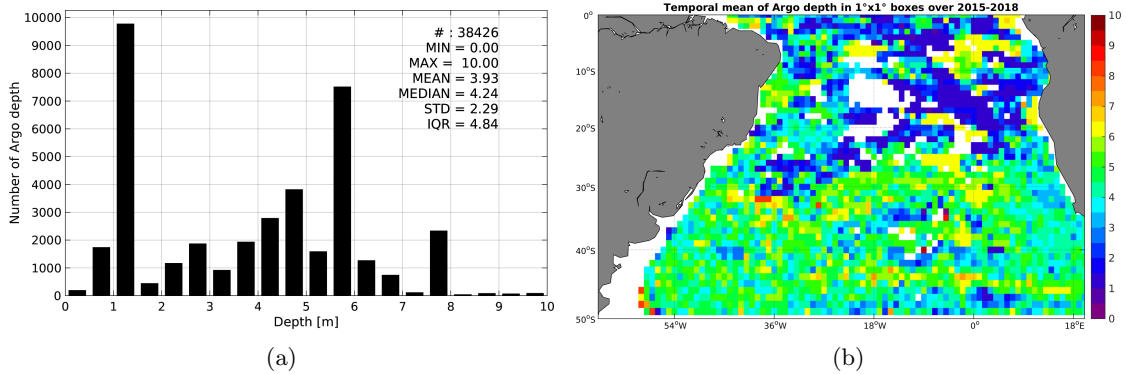 10000
9000
8000
7000
6000
5000
4000
3000
2000
1000
0
Number of Argo depth
# : 38426
MIN = 0.00
MAX = 10.00
MEAN = 3.93
MEDIAN = 4.24
STD = 2.29
IQR = 4.84
0 1 2 3 4 5 6 7 8 9 10
Depth [m]
(a)
Temporal mean of Argo depth in 1°x1° boxes over 2015-2018
0°
10°S
20°S
30°S
40°S
50°S
54°W 36°W 18°W 0° 18°E
10
9
8
7
6
5
4
3
2
1
0
(b)